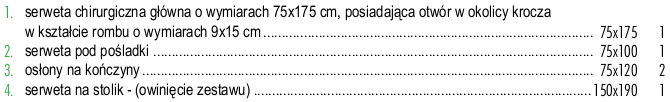 1. serweta chirurgiczna główna o wymiarach 75x175 cm, posiadająca otwór w okolicy krocza
w kształcie rombu o wymiarach 9x15 cm ........................................ 75x175 1
2. serweta pod pośladki ........................................ 75x100 1
3. osłony na kończyny ........................................ 75x120 2
4. serweta na stolik - (owinięcie zestawu) ........................................ 150x190 1